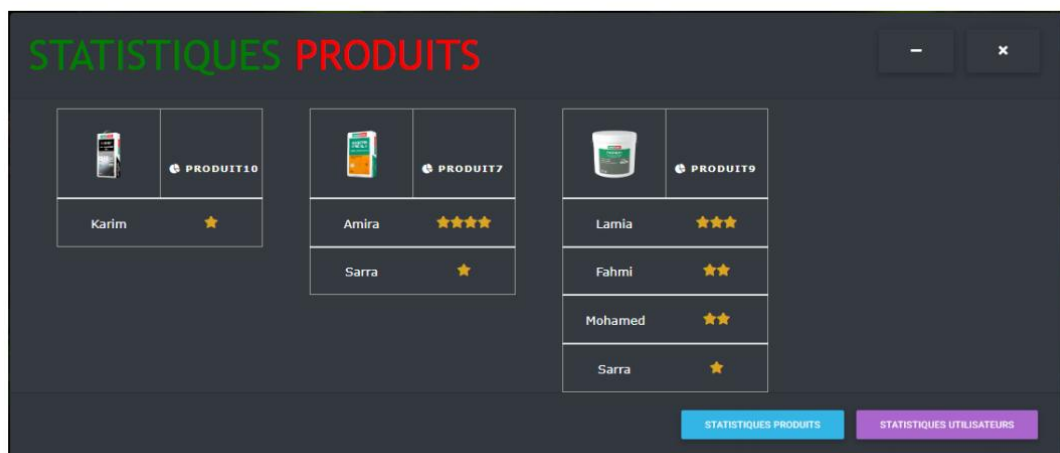 STATISTIQUES PRODUITS
PRODUIT10
Karim
PRODUIT7
Amira
Sarra
PRODUIT9
Lamia
Fahmi
Mohamed
Sarra
STATISTIQUES PRODUITS
STATISTIQUES UTILISATEURS